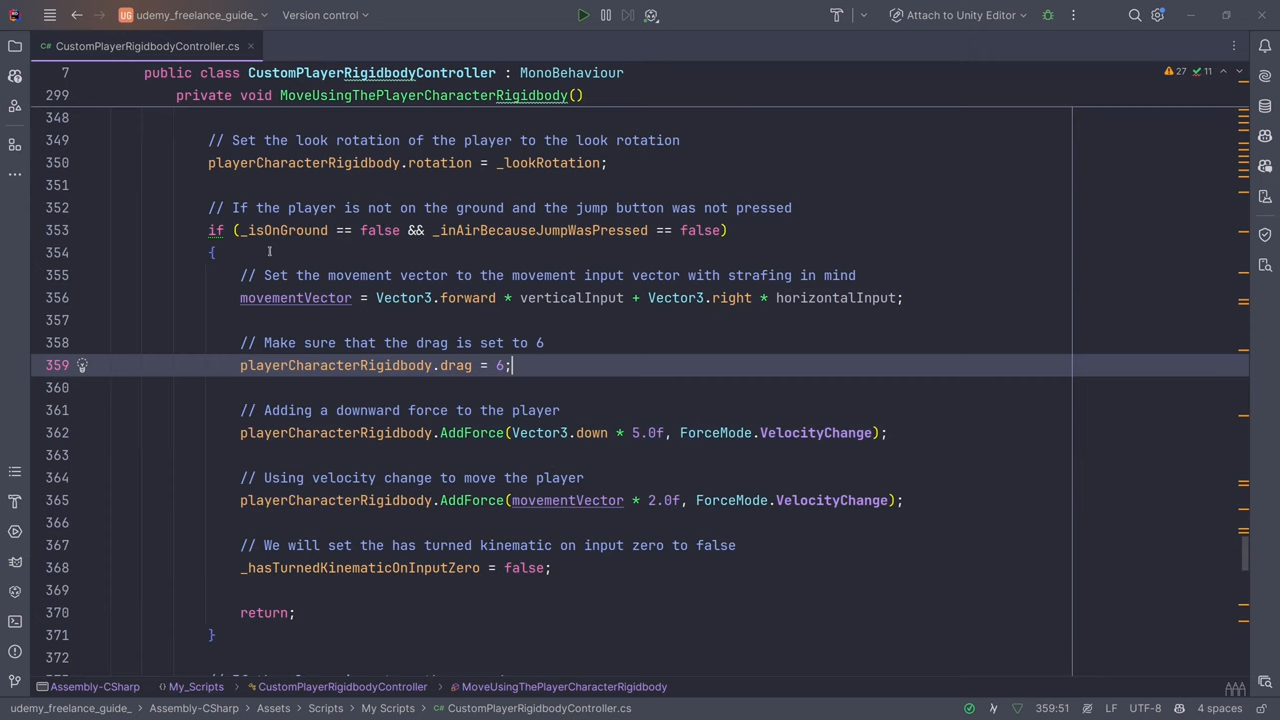 UG udemy_freelance_guide_ Version control Attach to Unity Editor
C# CustomPlayerRigidbodyController.cs
7 public class CustomPlayerRigidbodyController : MonoBehaviour 27 11
299 private void MoveUsingThePlayerCharacterRigidbody()
348
349 // Set the look rotation of the player to the look rotation
350 playerCharacterRigidbody.rotation = _lookRotation;
351
352 // If the player is not on the ground and the jump button was not pressed
353 if (_isOnGround == false && _inAirBecauseJumpWasPressed == false)
354 {
355 // Set the movement vector to the movement input vector with strafing in mind
356 movementVector = Vector3.forward * verticalInput + Vector3.right * horizontalInput;
357
358 // Make sure that the drag is set to 6
359 playerCharacterRigidbody.drag = 6;
360
361 // Adding a downward force to the player
362 playerCharacterRigidbody.AddForce(Vector3.down * 5.0f, ForceMode.VelocityChange);
363
364 // Using velocity change to move the player
365 playerCharacterRigidbody.AddForce(movementVector * 2.0f, ForceMode.VelocityChange);
366
367 // We will set the has turned kinematic on input zero to false
368 _hasTurnedKinematicOnInputZero = false;
369
370 return;
371 }
372
Assembly-CSharp My_Scripts CustomPlayerRigidbodyController MoveUsingThePlayerCharacterRigidbody
udemy_freelance_guide_ > Assembly-CSharp > Assets > Scripts > My Scripts > CustomPlayerRigidbodyController.cs 359:51 LF UTF-8 4 spaces